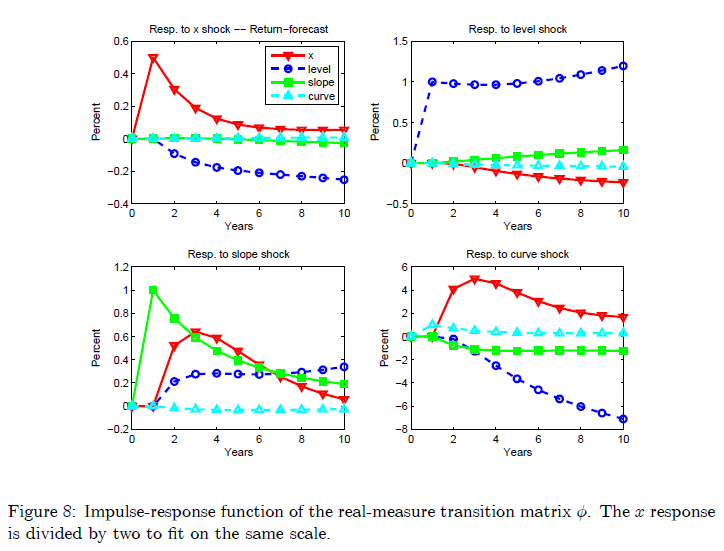 Resp. to x shock −− Return−forecast
0.6
0.4
0.2
0
−0.2
−0.4
Percent
x
level
slope
curve
0 2 4 6 8 10
Years
Resp. to level shock
1.5
1
0.5
0
−0.5
Percent
0 2 4 6 8 10
Years
Resp. to slope shock
1.2
1
0.8
0.6
0.4
0.2
0
−0.2
Percent
0 2 4 6 8 10
Years
Resp. to curve shock
6
4
2
0
−2
−4
−6
−8
Percent
0 2 4 6 8 10
Years
Figure 8: Impulse-response function of the real-measure transition matrix ϕ. The x response
is divided by two to fit on the same scale.